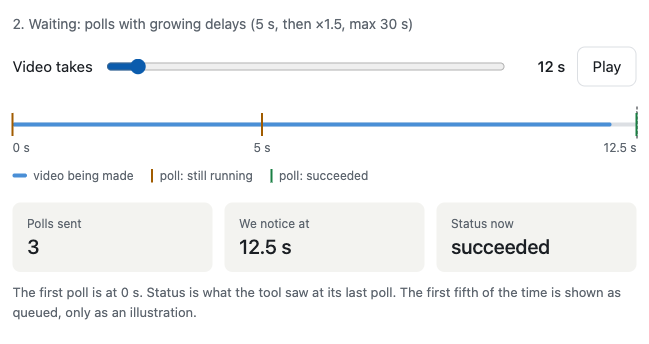 2. Waiting: polls with growing delays (5 s, then ×1.5, max 30 s)
Video takes 12 s Play
0 s 5 s 12.5 s
video being made poll: still running poll: succeeded
Polls sent We notice at Status now
3 12.5 s succeeded
The first poll is at 0 s. Status is what the tool saw at its last poll. The first fifth of the time is shown as
queued, only as an illustration.